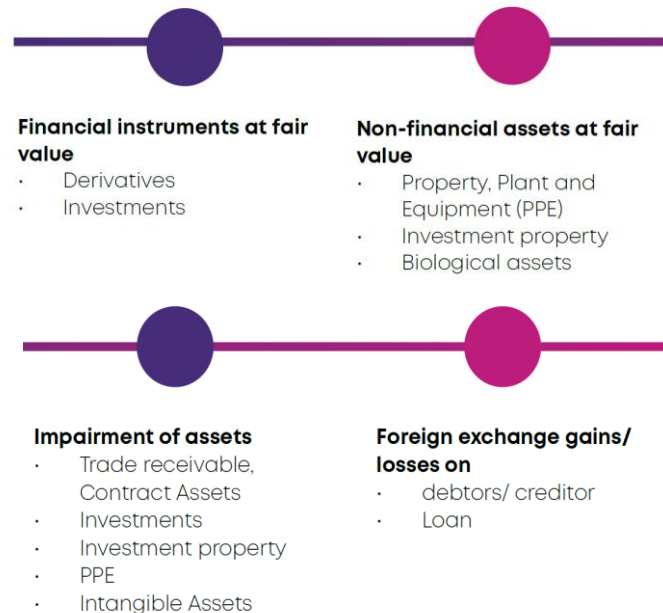 Financial instruments at fair
value
· Derivatives
· Investments
Non-financial assets at fair
value
· Property, Plant and
Equipment (PPE)
· Investment property
· Biological assets
Impairment of assets
· Trade receivable,
Contract Assets
· Investments
· Investment property
· PPE
· Intangible Assets
Foreign exchange gains/
losses on
· debtors/ creditor
· Loan